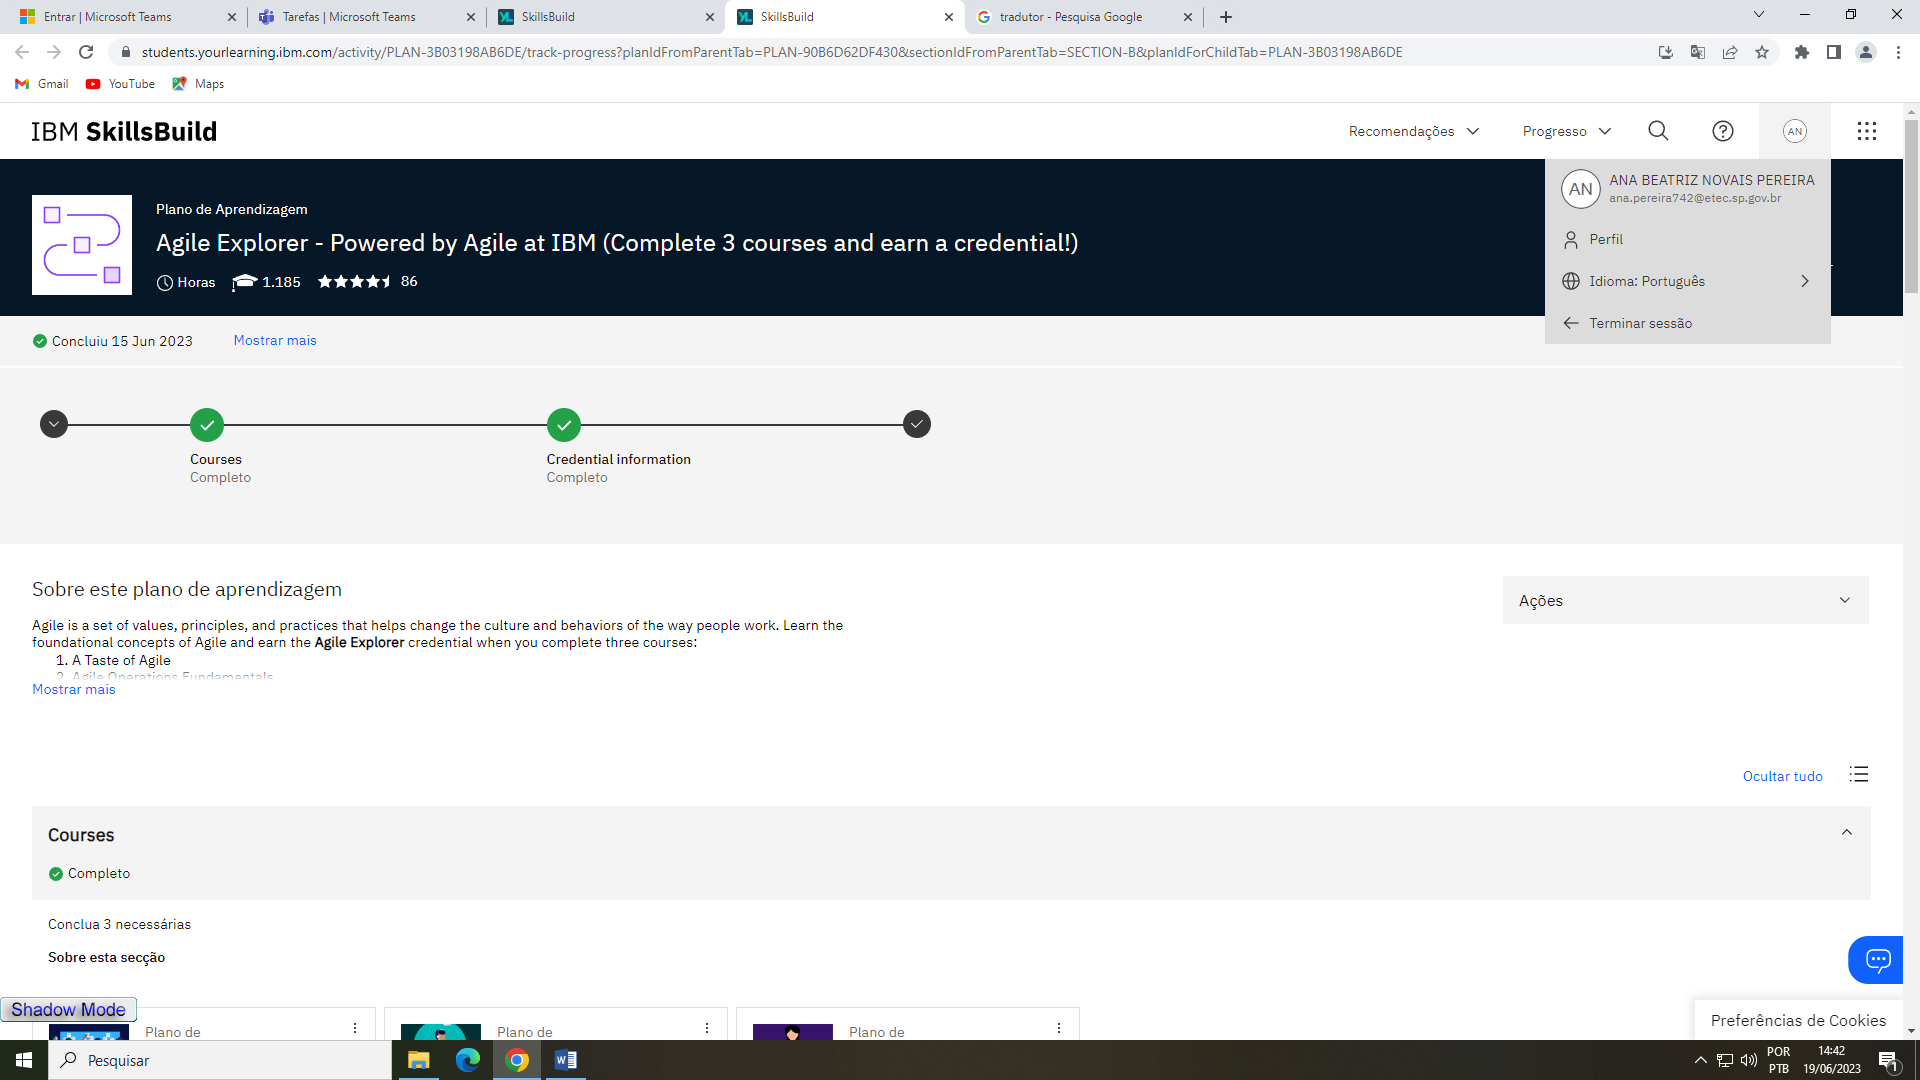 Entrar | Microsoft Teams
Tarefas | Microsoft Teams
SkillsBuild
SkillsBuild
tradutor - Pesquisa Google
students.yourlearning.ibm.com/activity/PLAN-3B03198AB6DE/track-progress?planIdFromParentTab=PLAN-90B6D62DF430&sectionIdFromParentTab=SECTION-B&planIdForChildTab=PLAN-3B03198AB6DE
Gmail YouTube Maps
IBM SkillsBuild
Recomendações Progresso AN
AN ANA BEATRIZ NOVAIS PEREIRA
ana.pereira742@etec.sp.gov.br
Perfil
Idioma: Português
Terminar sessão
Plano de Aprendizagem
Agile Explorer - Powered by Agile at IBM (Complete 3 courses and earn a credential!)
Horas 1.185 86
Concluiu 15 Jun 2023 Mostrar mais
Courses
Completo
Credential information
Completo
Sobre este plano de aprendizagem
Ações
Agile is a set of values, principles, and practices that helps change the culture and behaviors of the way people work. Learn the
foundational concepts of Agile and earn the Agile Explorer credential when you complete three courses:
1. A Taste of Agile
2. Agile Operations Fundamentals
Mostrar mais
Ocultar tudo
Courses
Completo
Conclua 3 necessárias
Sobre esta secção
Shadow Mode
Plano de
Plano de
Plano de
Preferências de Cookies
Pesquisar
POR
PTB
14:42
19/06/2023
1